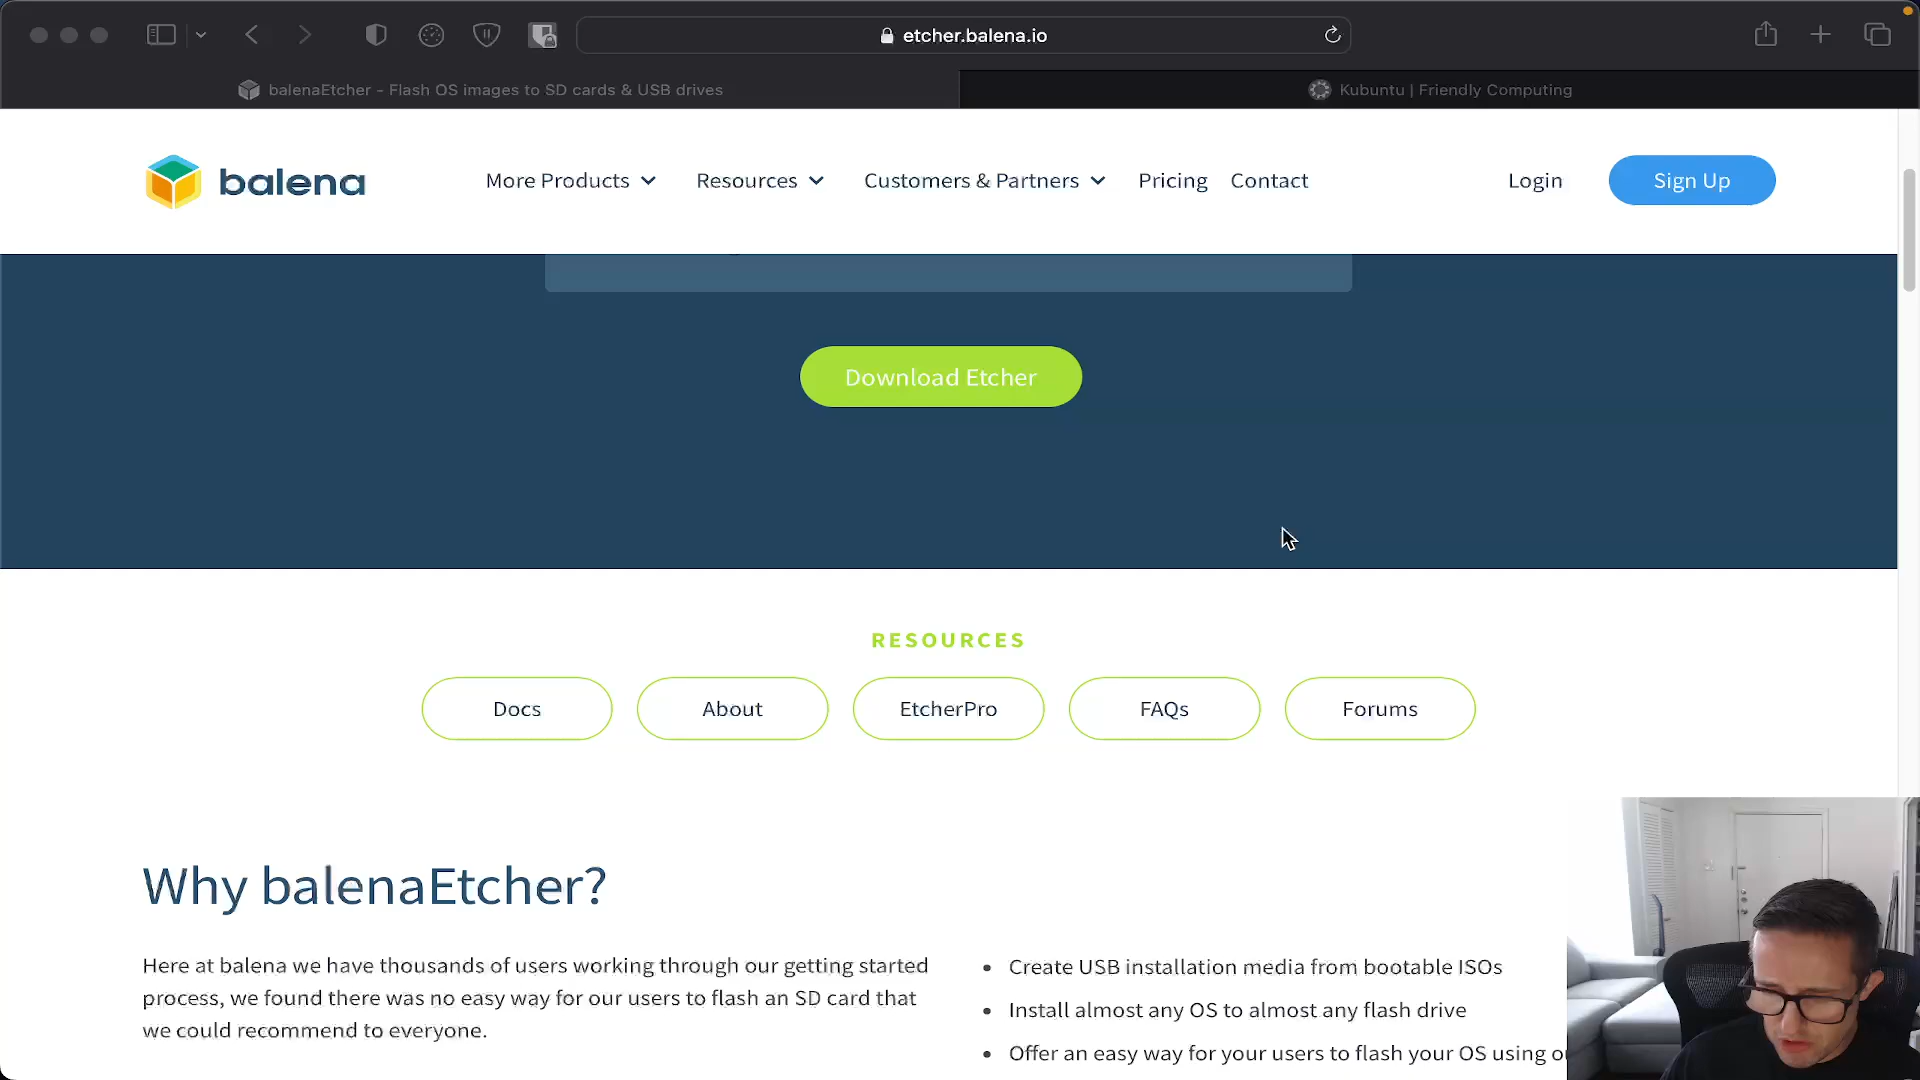 etcher.balena.io
balenaEtcher - Flash OS images to SD cards & USB drives
Kubuntu | Friendly Computing
balena
More Products
Resources
Customers & Partners
Pricing
Contact
Login
Sign Up
Download Etcher
RESOURCES
Docs
About
EtcherPro
FAQs
Forums
Why balenaEtcher?
Here at balena we have thousands of users working through our getting started
process, we found there was no easy way for our users to flash an SD card that
we could recommend to everyone.
Create USB installation media from bootable ISOs
Install almost any OS to almost any flash drive
Offer an easy way for your users to flash your OS using